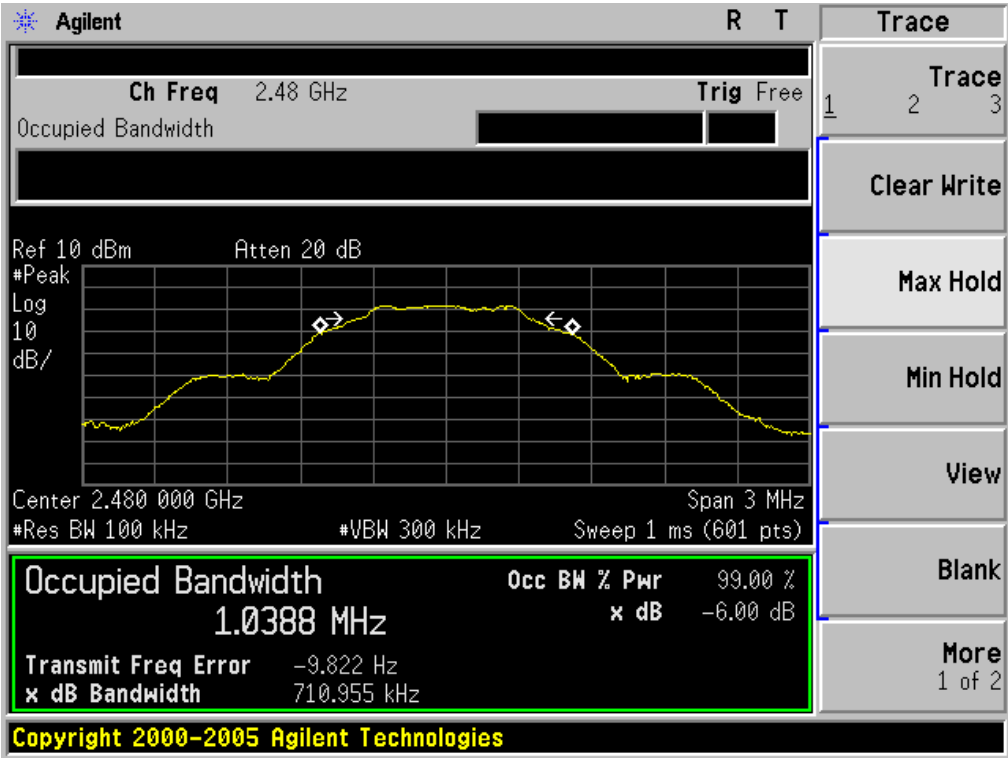 Agilent R T
Ch Freq 2.48 GHz Trig Free
Occupied Bandwidth
Ref 10 dBm Atten 20 dB
#Peak
Log
10
dB/
Center 2.480 000 GHz Span 3 MHz
#Res BW 100 kHz #VBW 300 kHz Sweep 1 ms (601 pts)
Occupied Bandwidth
1.0388 MHz
Occ BW % Pwr 99.00 %
x dB -6.00 dB
Transmit Freq Error -9.822 Hz
x dB Bandwidth 710.955 kHz
Copyright 2000-2005 Agilent Technologies
Trace
Trace
1 2 3
Clear Write
Max Hold
Min Hold
View
Blank
More
1 of 2